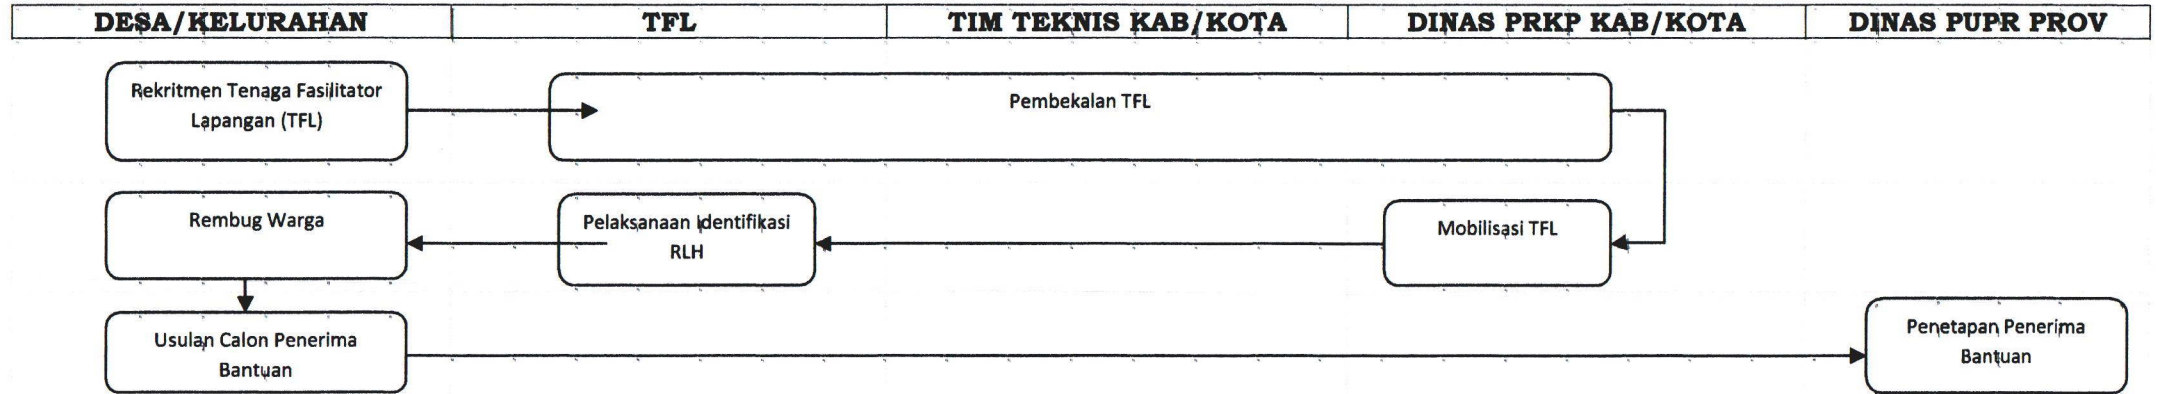 DESA/KELURAHAN TFL TIM TEKNIS KAB/KOTA DINAS PRKP KAB/KOTA DINAS PUPR PROV
Rekritmen Tenaga Fasilitator
Lapangan (TFL)
Pembekalan TFL
Rembug Warga
Pelaksanaan Identifikasi
RLH
Mobilisasi TFL
Usulan Calon Penerima
Bantuan
Penetapan Penerima
Bantuan